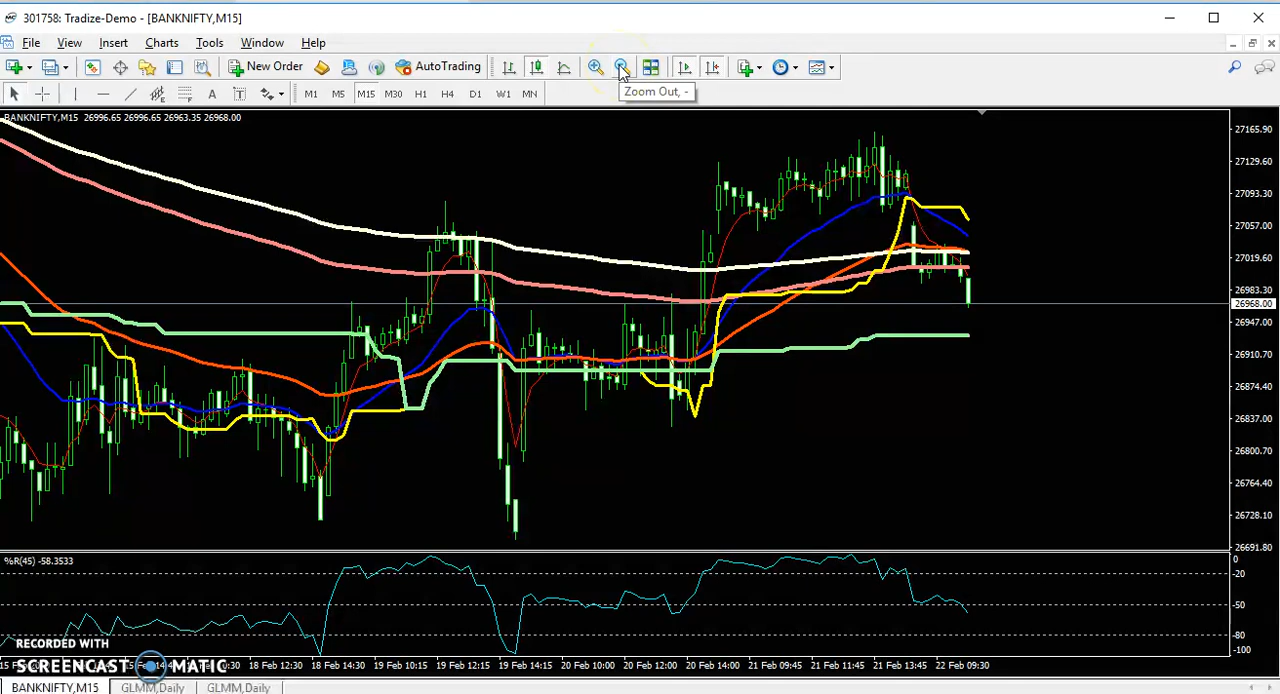 301758: Tradize-Demo - [BANKNIFTY,M15]
File View Insert Charts Tools Window Help
New Order AutoTrading
A T M1 M5 M15 M30 H1 H4 D1 W1 MN
Zoom Out, -
BANKNIFTY,M15 26996.65 26996.65 26963.35 26968.00
27165.90
27129.60
27093.30
27057.00
27019.60
26983.30
26968.00
26947.00
26910.70
26874.40
26837.00
26800.70
26764.40
26728.10
26691.80
%R(45) -58.3533
0
-20
-50
-80
-100
RECORDED WITH
SCREENCAST MATIC
18 Feb 12:30 18 Feb 14:30 19 Feb 10:15 19 Feb 12:15 19 Feb 14:15 20 Feb 10:00 20 Feb 12:00 20 Feb 14:00 21 Feb 09:45 21 Feb 11:45 21 Feb 13:45 22 Feb 09:30
BANKNIFTY,M15 GLMM,Daily GLMM,Daily